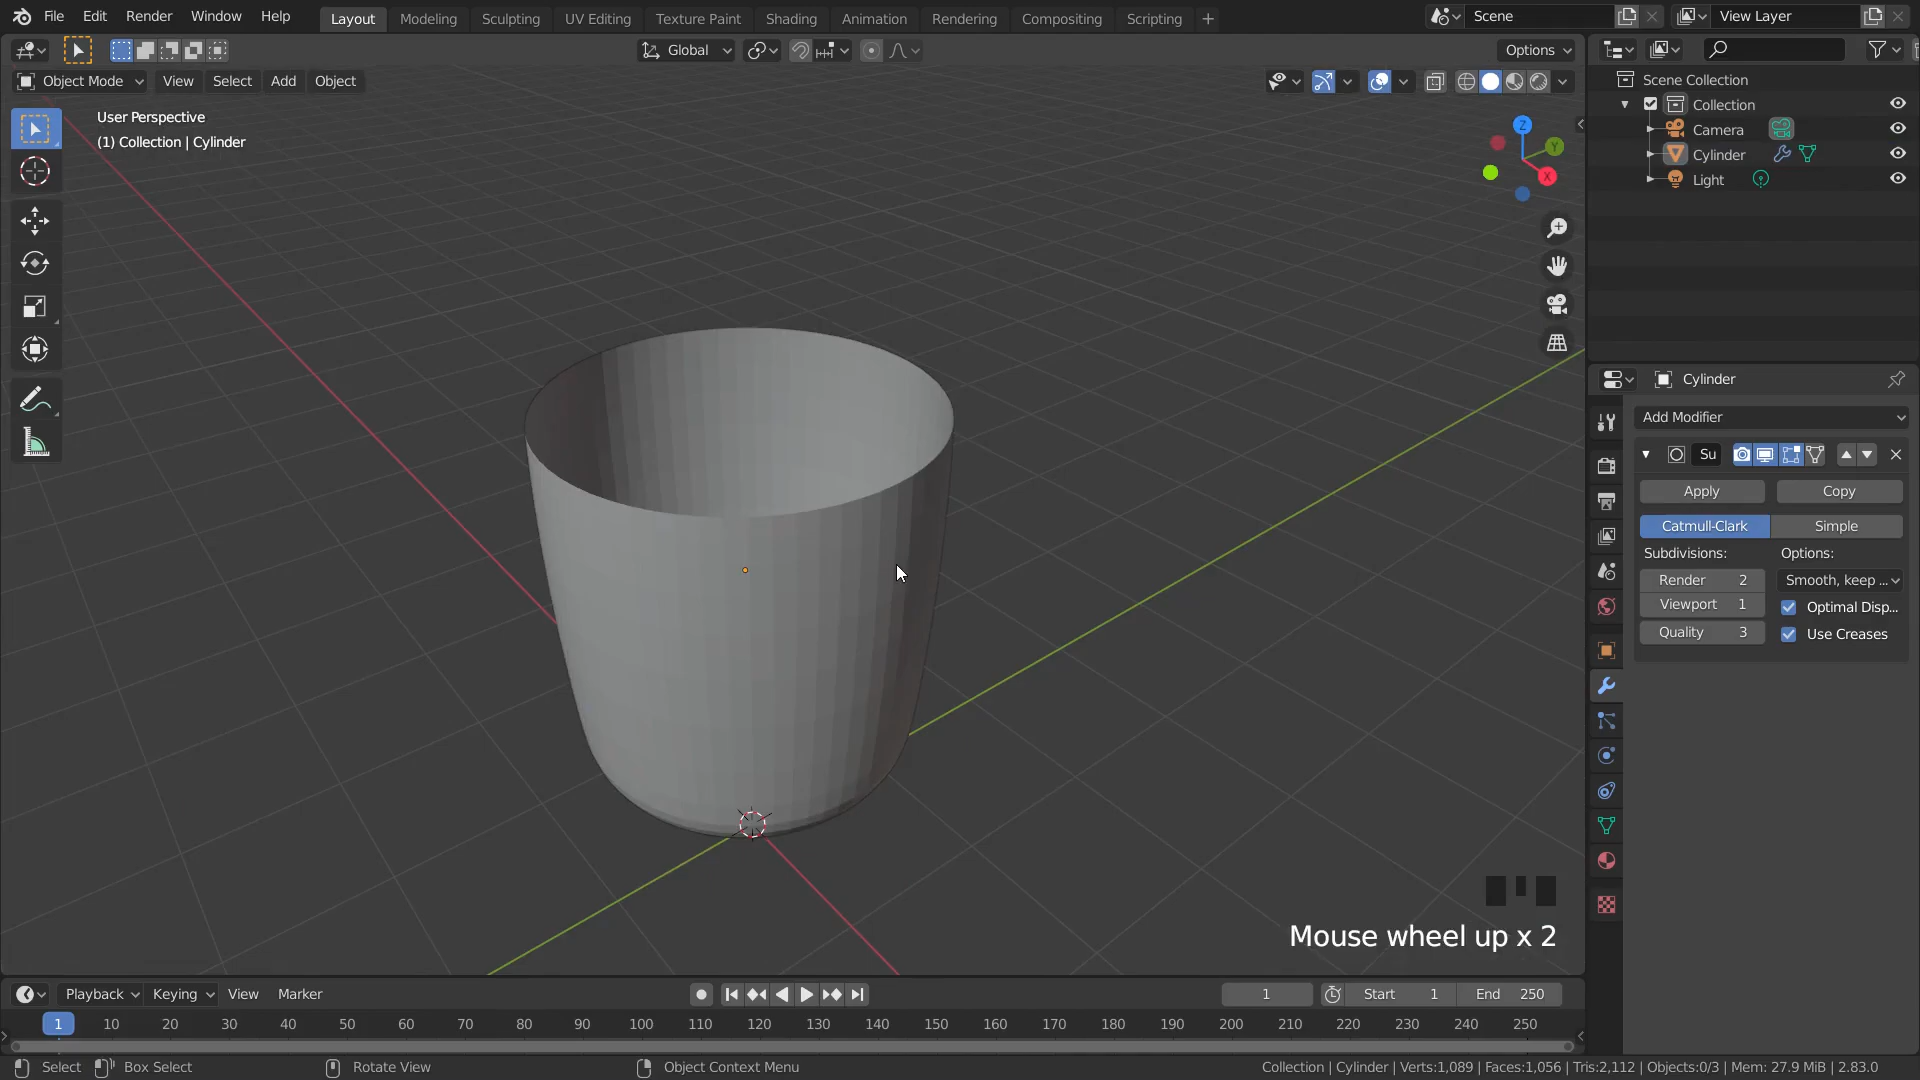 File Edit Render Window Help Layout Modeling Sculpting UV Editing Texture Paint Shading Animation Rendering Compositing Scripting + Scene View Layer
Global Options
Object Mode View Select Add Object
User Perspective
(1) Collection | Cylinder
Z
Y
X
Scene Collection
Collection
Camera
Cylinder
Light
Cylinder
Add Modifier
Su
Apply Copy
Catmull-Clark Simple
Subdivisions: Options:
Render 2 Smooth, keep ...
Viewport 1 Optimal Disp...
Quality 3 Use Creases
Mouse wheel up x 2
Playback Keying View Marker 1 Start 1 End 250
1 10 20 30 40 50 60 70 80 90 100 110 120 130 140 150 160 170 180 190 200 210 220 230 240 250
Select Box Select Rotate View Object Context Menu Collection | Cylinder | Verts:1,089 | Faces:1,056 | Tris:2,112 | Objects:0/3 | Mem: 27.9 MiB | 2.83.0